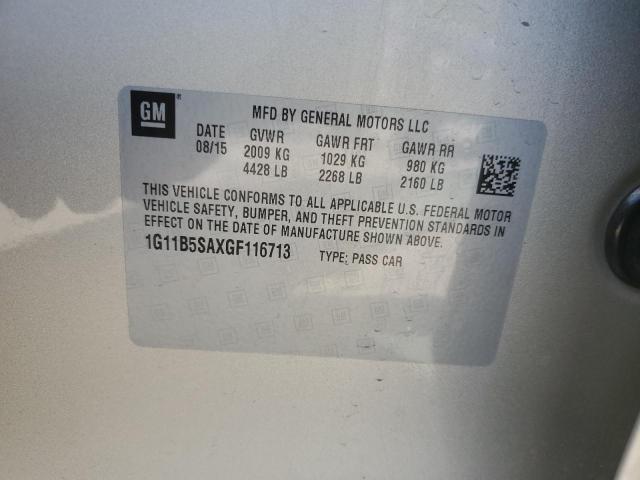 GM
MFD BY GENERAL MOTORS LLC
DATE GVWR GAWR FRT GAWR RR
08/15 2009 KG 1029 KG 980 KG
4428 LB 2268 LB 2160 LB
THIS VEHICLE CONFORMS TO ALL APPLICABLE U.S. FEDERAL MOTOR
VEHICLE SAFETY, BUMPER, AND THEFT PREVENTION STANDARDS IN
EFFECT ON THE DATE OF MANUFACTURE SHOWN ABOVE.
1G11B5SAXGF116713 TYPE: PASS CAR